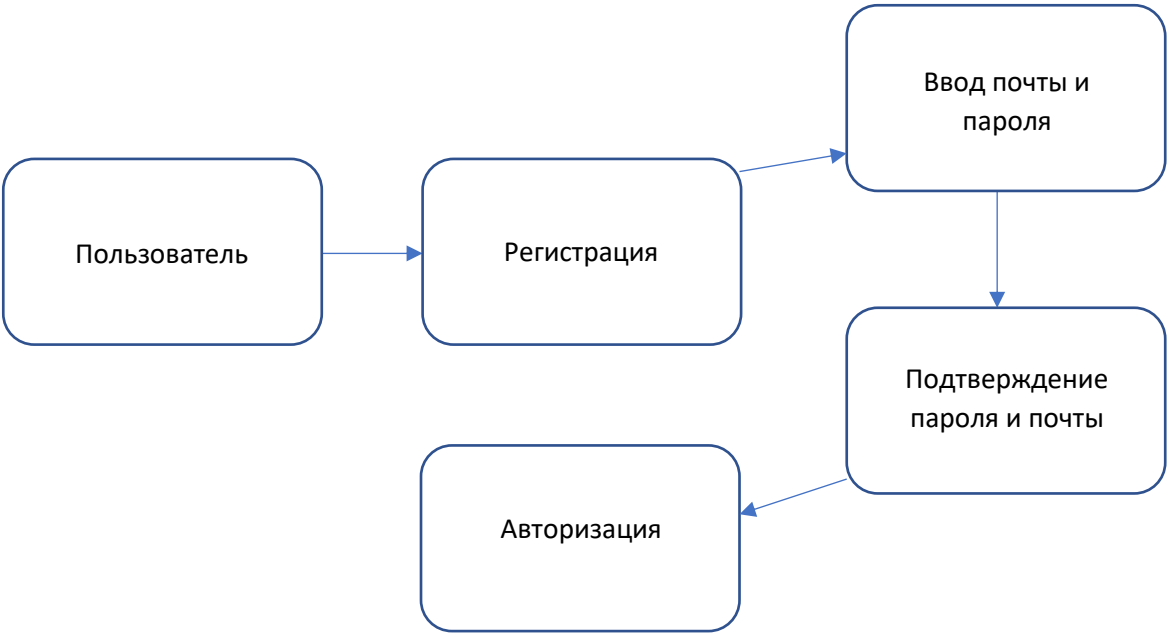 Пользователь
Регистрация
Ввод почты и
пароля
Подтверждение
пароля и почты
Авторизация